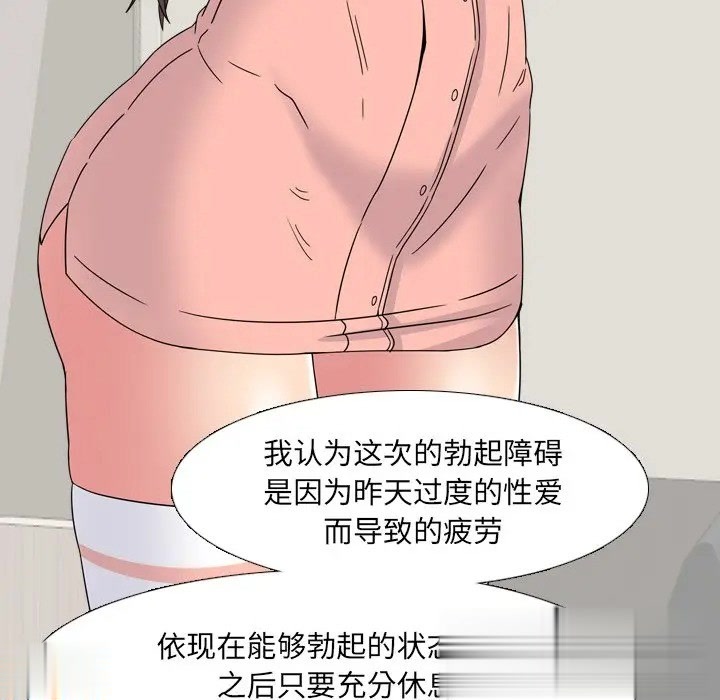 我认为这次的勃起障碍
是因为昨天过度的性爱
而导致的疲劳
依现在能够勃起的状态
之后只要充分休息